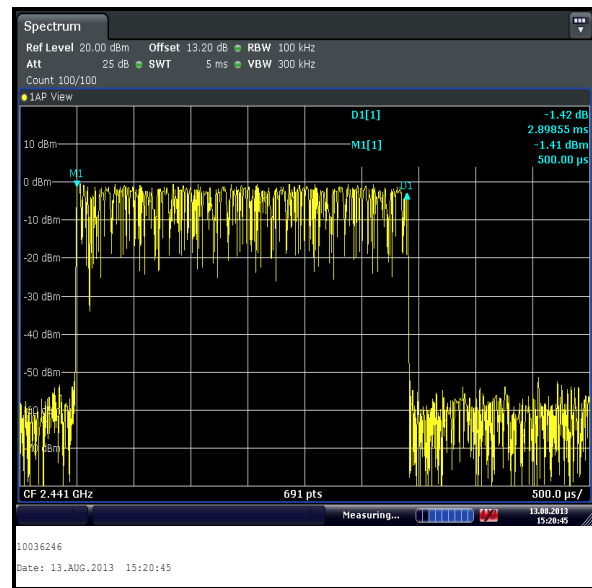 Spectrum
Ref Level 20.00 dBm Offset 13.20 dB RBW 100 kHz
Att 25 dB SWT 5 ms VBW 300 kHz
Count 100/100
1AP View
D1[1] -1.42 dB
2.89855 ms
10 dBm M1[1] -1.41 dBm
500.00 µs
M1
0 dBm
D1
-10 dBm
-20 dBm
-30 dBm
-40 dBm
-50 dBm
CF 2.441 GHz 691 pts 500.0 µs/
Measuring... 13.08.2013
15:20:45
10036246
Date: 13.AUG.2013 15:20:45